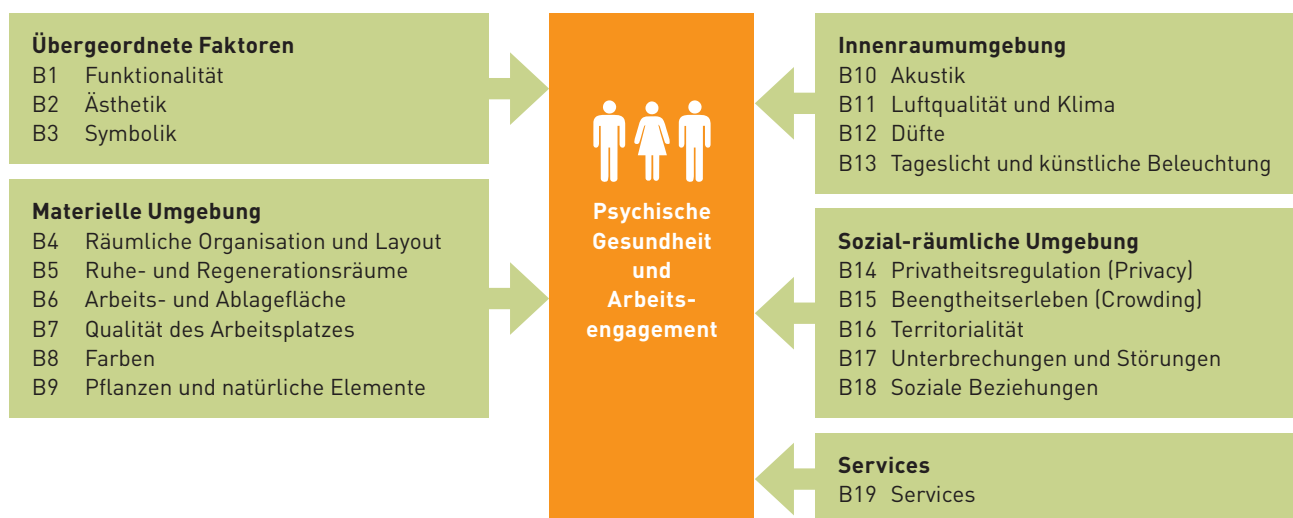 Übergeordnete Faktoren
B1 Funktionalität
B2 Ästhetik
B3 Symbolik
Materielle Umgebung
B4 Räumliche Organisation und Layout
B5 Ruhe- und Regenerationsräume
B6 Arbeits- und Ablagefläche
B7 Qualität des Arbeitsplatzes
B8 Farben
B9 Pflanzen und natürliche Elemente
Psychische
Gesundheit
und
Arbeits-
engagement
Innenraumumgebung
B10 Akustik
B11 Luftqualität und Klima
B12 Düfte
B13 Tageslicht und künstliche Beleuchtung
Sozial-räumliche Umgebung
B14 Privatheitsregulation (Privacy)
B15 Beengtheitserleben (Crowding)
B16 Territorialität
B17 Unterbrechungen und Störungen
B18 Soziale Beziehungen
Services
B19 Services